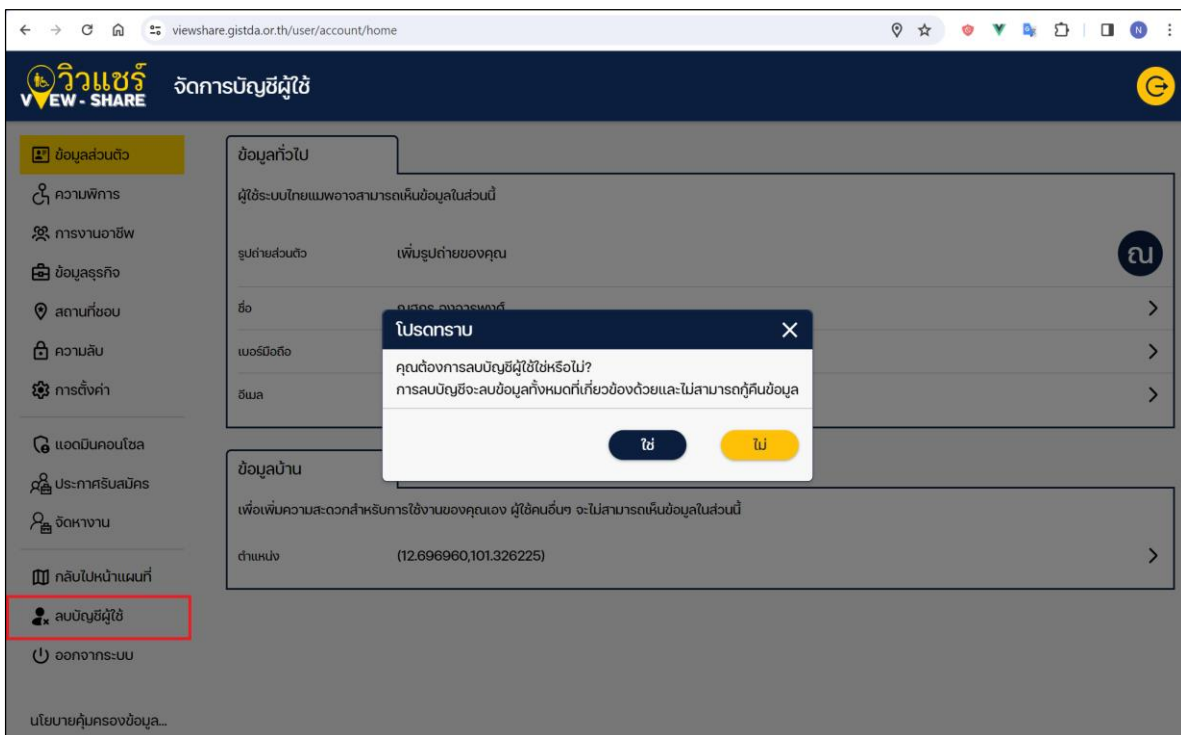 viewshare.gistda.or.th/user/account/home
N
วิวแชร์
VIEW - SHARE
จัดการบัญชีผู้ใช้
ข้อมูลส่วนตัว
ความพิการ
การงานอาชีพ
ข้อมูลธุรกิจ
สถานที่ชอบ
ความลับ
การตั้งค่า
แอดมินคอนโซล
ประกาศรับสมัคร
จัดหางาน
กลับไปหน้าแผนที่
ลบบัญชีผู้ใช้
ออกจากระบบ
นโยบายคุ้มครองข้อมูล...
ข้อมูลทั่วไป
ผู้ใช้ระบบไทยแมพอาจสามารถเห็นข้อมูลในส่วนนี้
รูปถ่ายส่วนตัว เพิ่มรูปถ่ายของคุณ
ณ
ชื่อ
เบอร์มือถือ
อีเมล
โปรดทราบ
คุณต้องการลบบัญชีผู้ใช้ใช่หรือไม่?
การลบบัญชีจะลบข้อมูลทั้งหมดที่เกี่ยวข้องด้วยและไม่สามารถกู้คืนข้อมูล
ใช่ ไม่
ข้อมูลบ้าน
เพื่อเพิ่มความสะดวกสำหรับการใช้งานของคุณเอง ผู้ใช้คนอื่นๆ จะไม่สามารถเห็นข้อมูลในส่วนนี้
ตำแหน่ง (12.696960,101.326225)